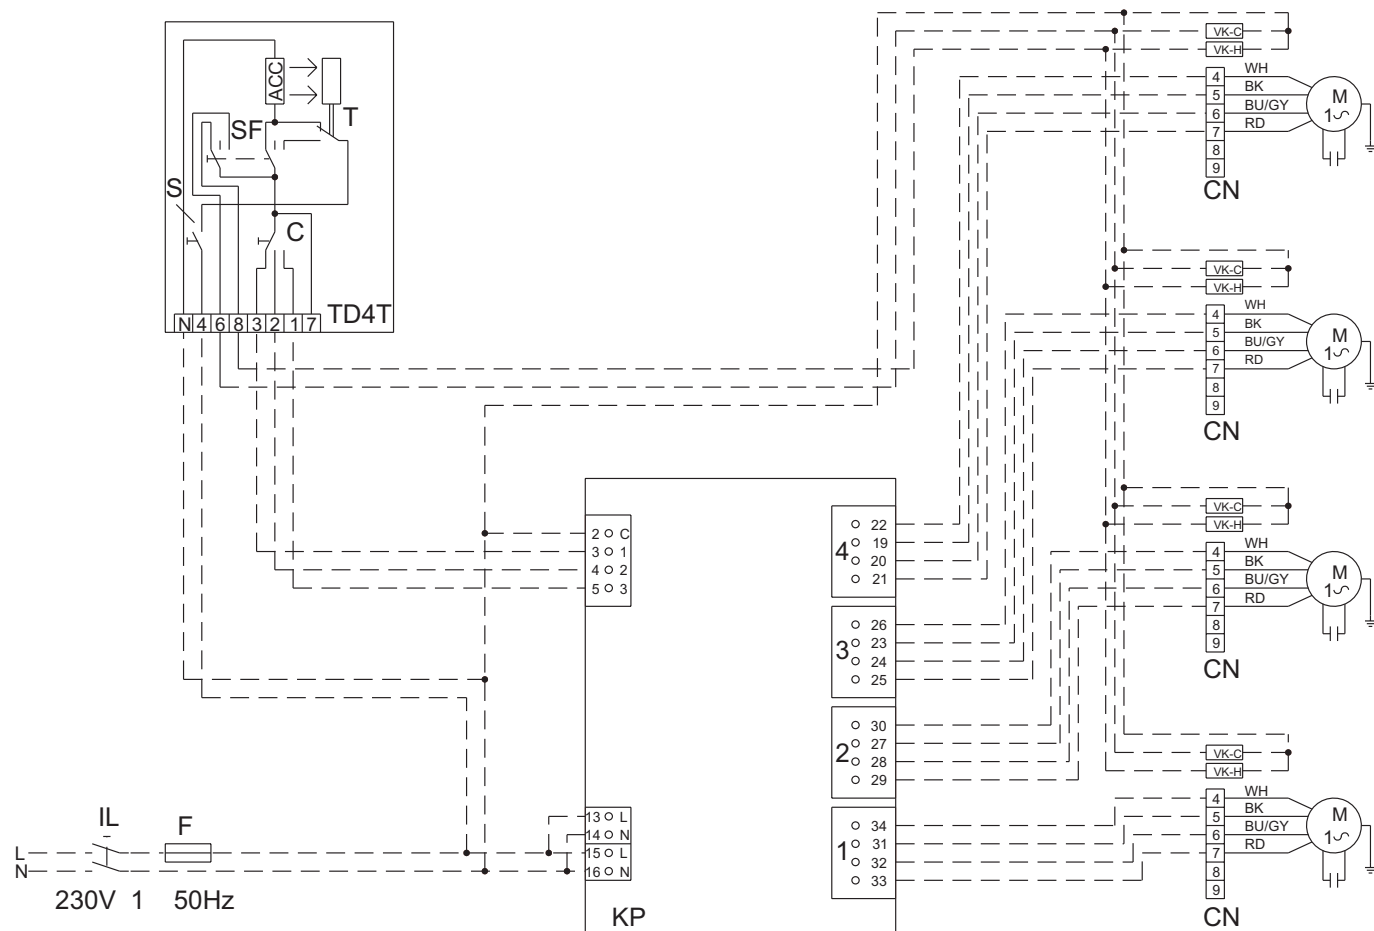 ACC
T
SF
S
C
TD4T
N 4 6 8 3 2 1 7
VK-C
VK-H
4 WH
5 BK
6 BU/GY
7 RD
8
9
CN
M
1
VK-C
VK-H
4 WH
5 BK
6 BU/GY
7 RD
8
9
CN
M
1
VK-C
VK-H
4 WH
5 BK
6 BU/GY
7 RD
8
9
CN
M
1
VK-C
VK-H
4 WH
5 BK
6 BU/GY
7 RD
8
9
CN
M
1
2 C
3 1
4 2
5 3
4
22
19
20
21
3
26
23
24
25
2
30
27
28
29
1
34
31
32
33
13 L
14 N
15 L
16 N
KP
IL
F
L
N
230V 1 50Hz